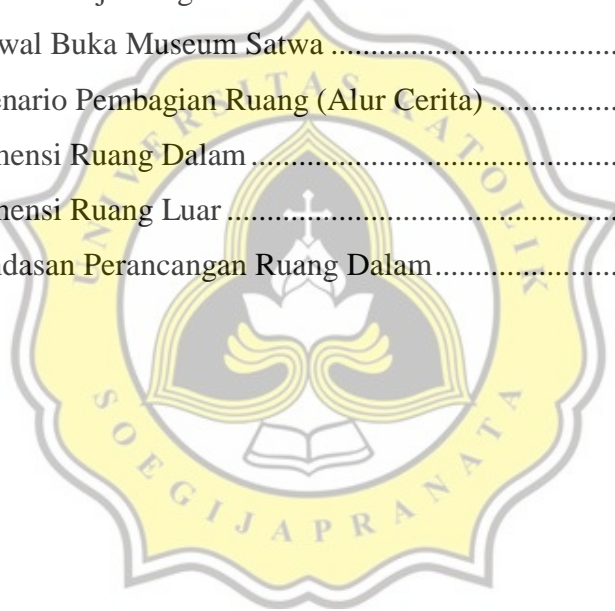 wal Buka Museum Satwa ......................................
enario Pembagian Ruang (Alur Cerita) .................
mensi Ruang Dalam ................................................
mensi Ruang Luar ...................................................
ndasan Perancangan Ruang Dalam ........................
UNIVERSITAS KATOLIK
SOEGIJAPRANATA